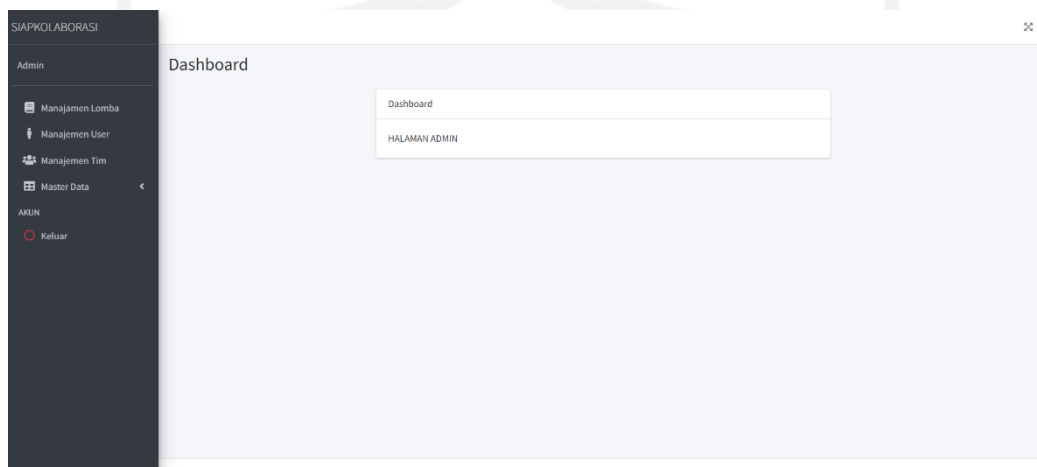 SIAPKOLABORASI
Admin
Manajamen Lomba
Manajemen User
Manajemen Tim
Master Data
AKUN
Keluar
Dashboard
Dashboard
HALAMAN ADMIN